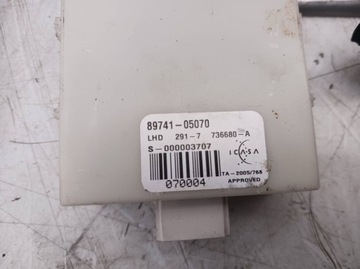 89741-05070
LHD 291-7 736680-A
S-000003707
ICASA
070004
TA-2005/768
APPROVED